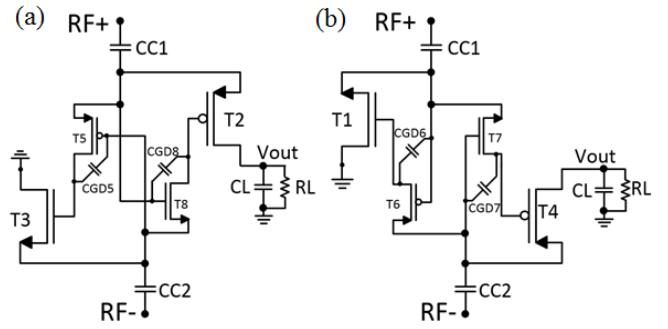 (a)
RF+
CC1
T5
T2
CGD8
CGD5
T8
T3
Vout
CL
RL
CC2
RF-
(b)
RF+
CC1
T1
CGD6
T7
T6
CGD7
T4
Vout
CL
RL
CC2
RF-